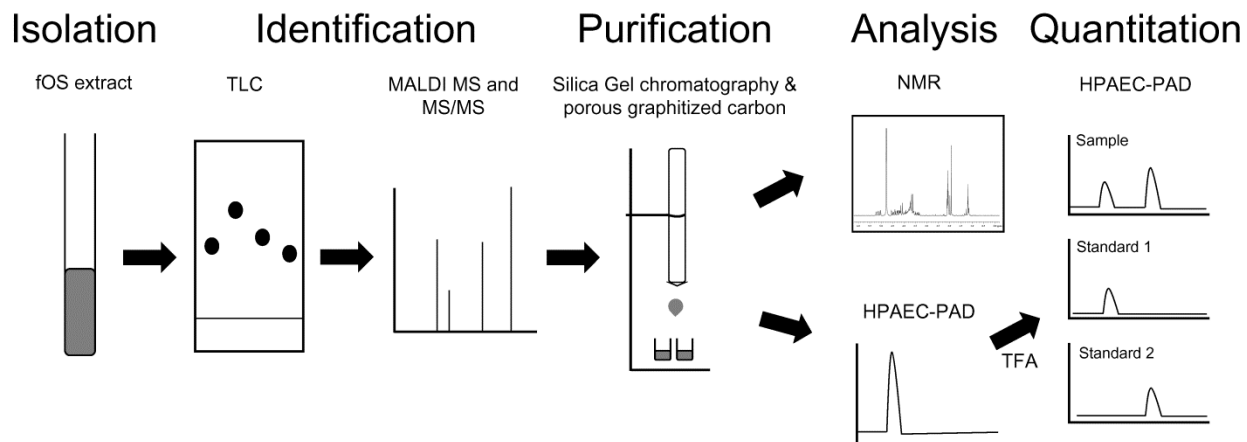 Isolation
Identification
Purification
Analysis
Quantitation
fOS extract
TLC
MALDI MS and
MS/MS
Silica Gel chromatography &
porous graphitized carbon
NMR
HPAEC-PAD
HPAEC-PAD
TFA
Sample
Standard 1
Standard 2